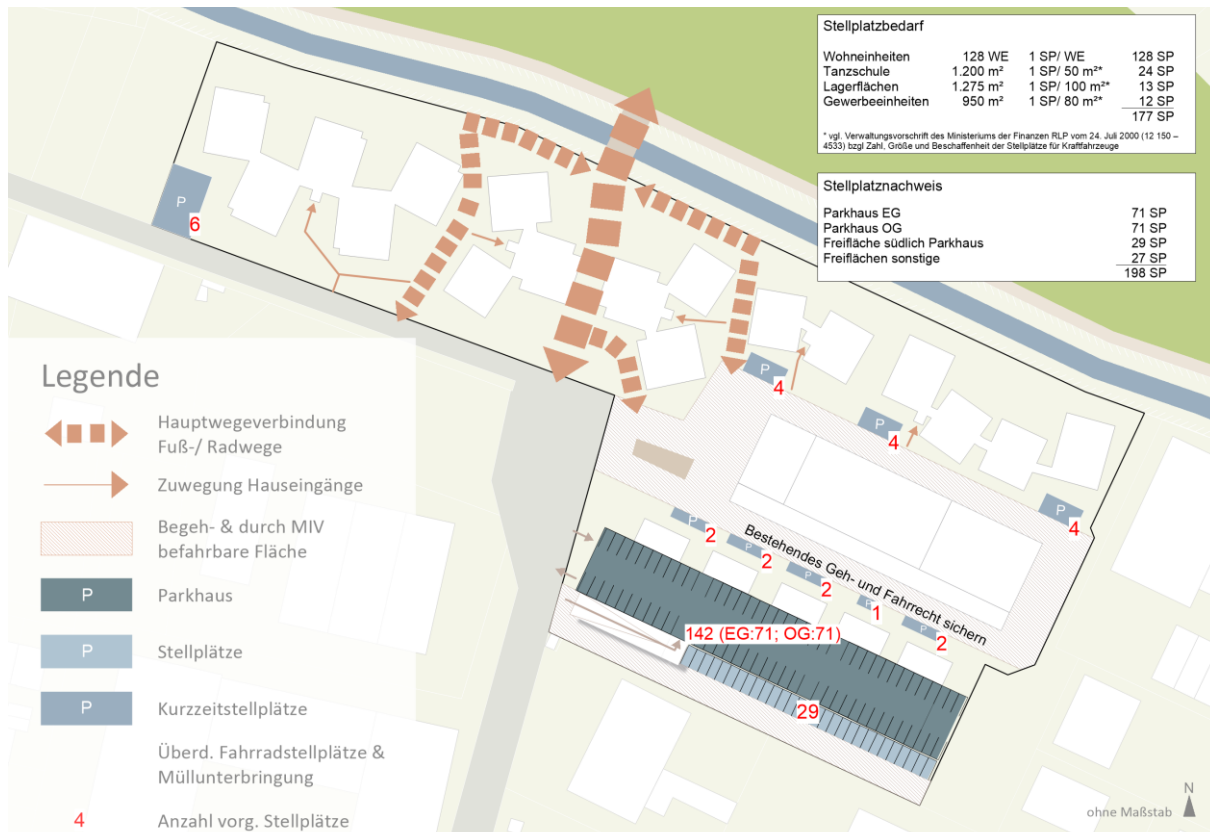 Stellplatzbedarf
Wohneinheiten 128 WE 1 SP/ WE 128 SP
Tanzschule 1.200 m² 1 SP/ 50 m²* 24 SP
Lagerflächen 1.275 m² 1 SP/ 100 m²* 13 SP
Gewerbeeinheiten 950 m² 1 SP/ 80 m²* 12 SP
177 SP
* vgl. Verwaltungsvorschrift des Ministeriums der Finanzen RLP vom 24. Juli 2000 (12 150 –
4533) bzgl Zahl, Größe und Beschaffenheit der Stellplätze für Kraftfahrzeuge
Stellplatznachweis
Parkhaus EG 71 SP
Parkhaus OG 71 SP
Freifläche südlich Parkhaus 29 SP
Freiflächen sonstige 27 SP
198 SP
P
6
P
4
P
4
P
4
P
2
P
2
P
2
P
1
P
2
Bestehendes Geh- und Fahrrecht sichern
142 (EG:71; OG:71)
29
Legende
Hauptwegeverbindung
Fuß-/ Radwege
Zuwegung Hauseingänge
Begeh- & durch MIV
befahrbare Fläche
P Parkhaus
P Stellplätze
P Kurzzeitstellplätze
Überd. Fahrradstellplätze &
Müllunterbringung
4 Anzahl vorg. Stellplätze
N
ohne Maßstab